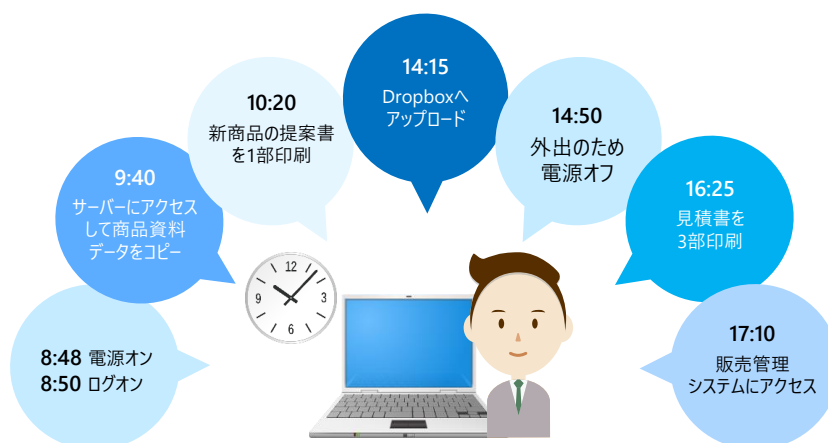 8:48 電源オン
8:50 ログオン
9:40
サーバーにアクセス
して商品資料
データをコピー
10:20
新商品の提案書
を1部印刷
14:15
Dropboxへ
アップロード
14:50
外出のため
電源オフ
16:25
見積書を
3部印刷
17:10
販売管理
システムにアクセス
12
9
3
6